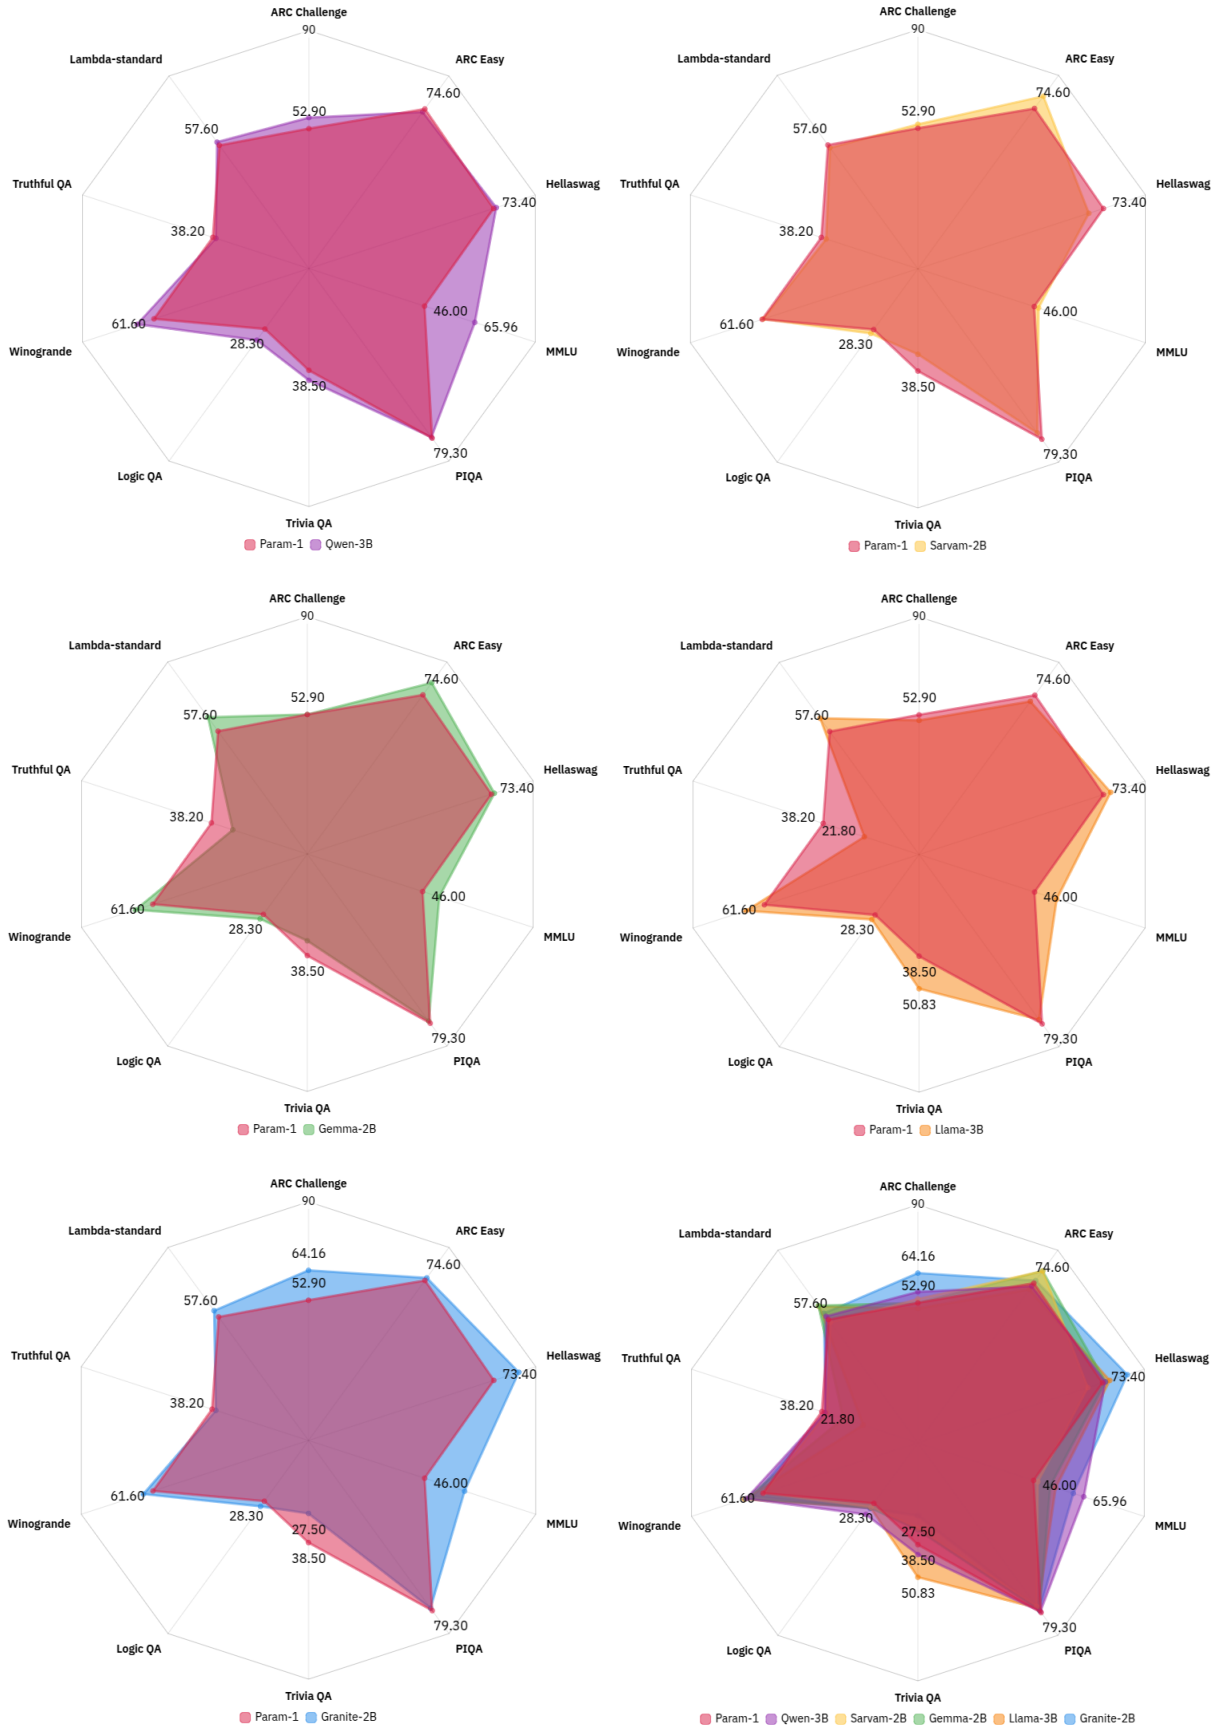 ARC Challenge
90
Lambda-standard
ARC Easy
74.60
52.90
57.60
Truthful QA
Hellaswag
73.40
38.20
46.00
61.60
65.96
28.30
Winogrande
MMLU
38.50
79.30
Logic QA
PIQA
Trivia QA
Param-1 Qwen-3B
ARC Challenge
90
Lambda-standard
ARC Easy
74.60
52.90
57.60
Truthful QA
Hellaswag
73.40
38.20
46.00
61.60
28.30
Winogrande
MMLU
38.50
79.30
Logic QA
PIQA
Trivia QA
Param-1 Sarvam-2B
ARC Challenge
90
Lambda-standard
ARC Easy
74.60
52.90
57.60
Truthful QA
Hellaswag
73.40
38.20
46.00
61.60
28.30
Winogrande
MMLU
38.50
79.30
Logic QA
PIQA
Trivia QA
Param-1 Gemma-2B
ARC Challenge
90
Lambda-standard
ARC Easy
74.60
52.90
57.60
Truthful QA
Hellaswag
73.40
38.20
21.80
46.00
61.60
28.30
Winogrande
MMLU
38.50
50.83
79.30
Logic QA
PIQA
Trivia QA
Param-1 Llama-3B
ARC Challenge
90
Lambda-standard
ARC Easy
64.16
74.60
52.90
57.60
Truthful QA
Hellaswag
73.40
38.20
46.00
61.60
28.30
Winogrande
MMLU
27.50
38.50
79.30
Logic QA
PIQA
Trivia QA
Param-1 Granite-2B
ARC Challenge
90
Lambda-standard
ARC Easy
64.16
74.60
52.90
57.60
Truthful QA
Hellaswag
73.40
38.20
21.80
46.00
61.60
65.96
28.30
Winogrande
MMLU
27.50
38.50
50.83
79.30
Logic QA
PIQA
Trivia QA
Param-1 Qwen-3B Sarvam-2B Gemma-2B Llama-3B Granite-2B